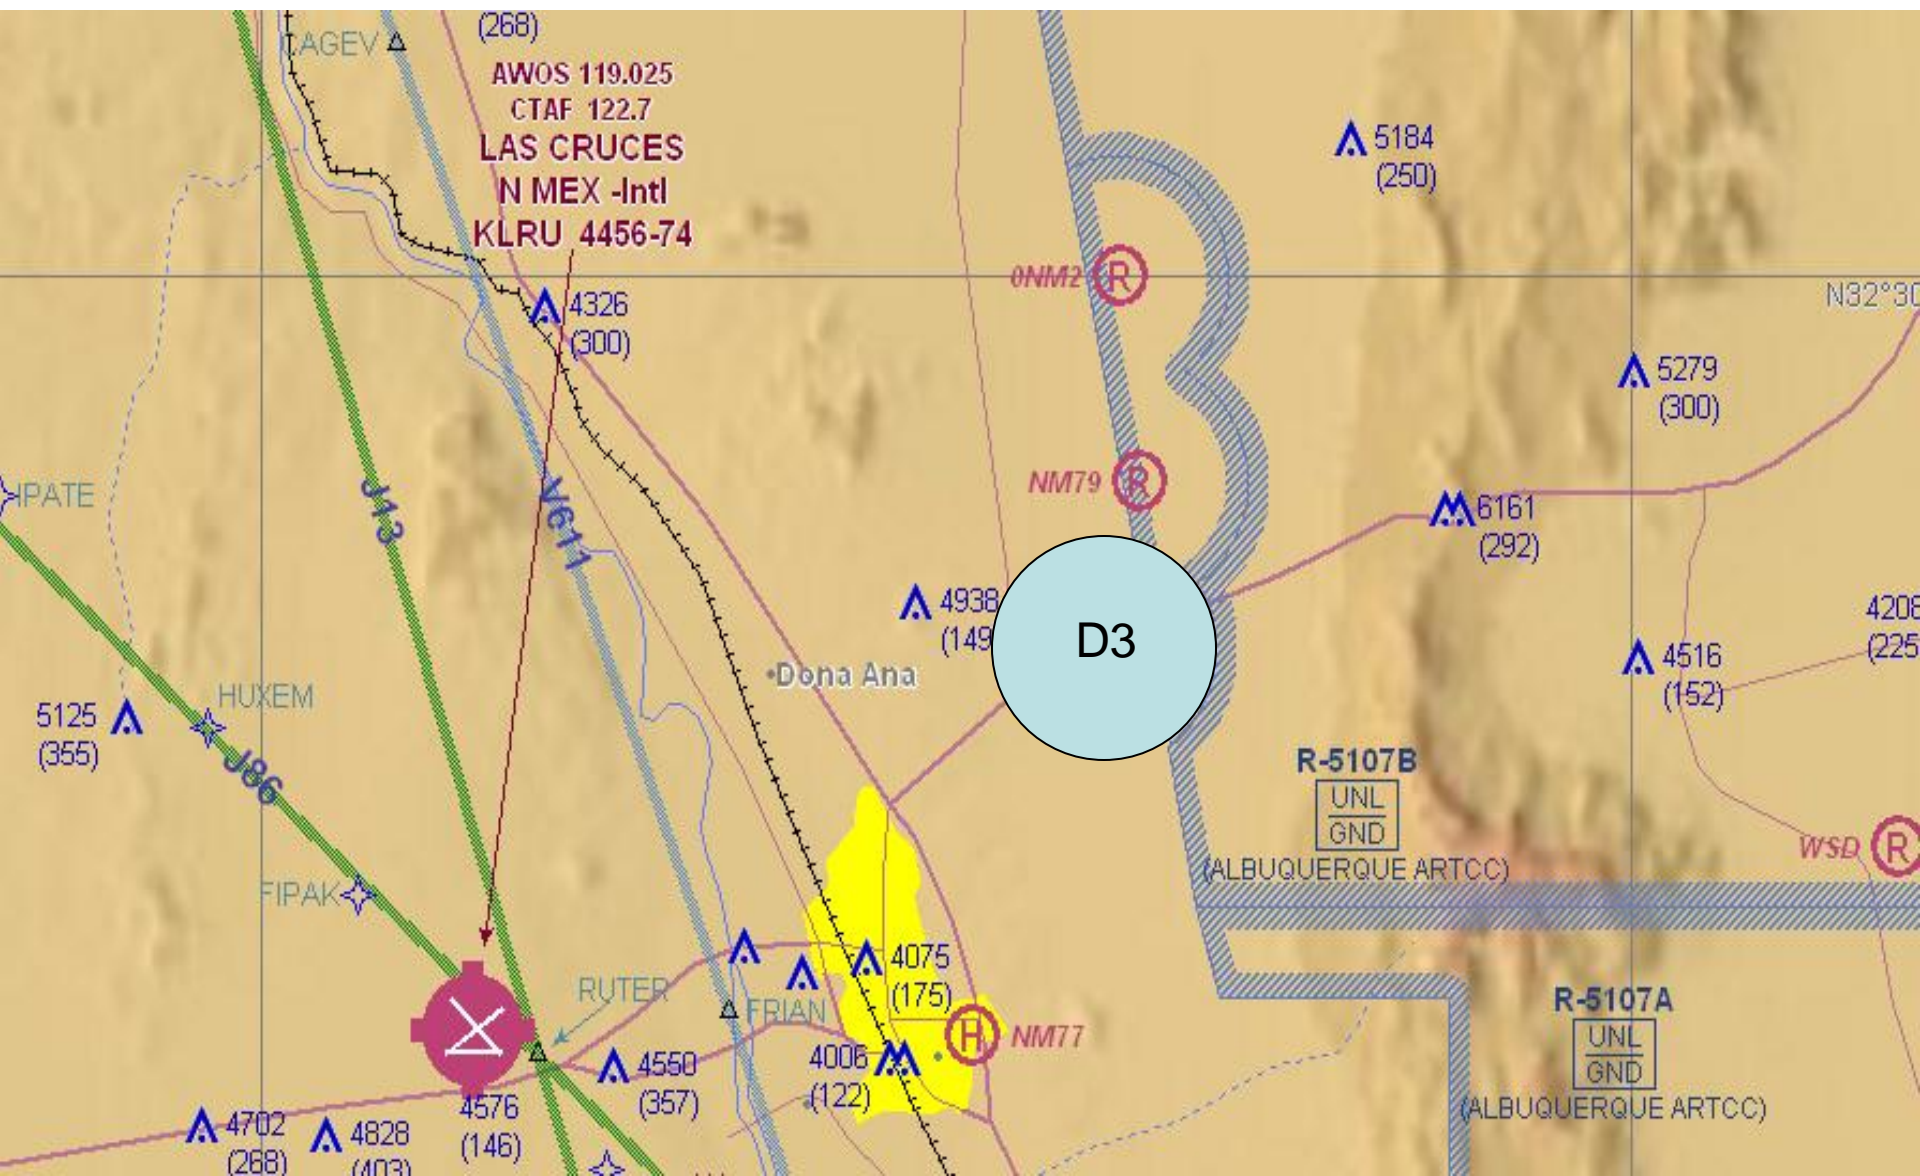 (268)
CAGEV
AWOS 119.025
CTAF 122.7
LAS CRUCES
N MEX -Intl
KLRU 4456-74
5184
(250)
0NM2
R
N32°30
4326
(300)
5279
(300)
J13
V611
NM79
R
IPATE
6161
(292)
4938
(149
D3
4208
(225
Dona Ana
4516
(152)
HUXEM
5125
(355)
J86
R-5107B
UNL
GND
(ALBUQUERQUE ARTCC)
WSD
R
FIPAK
4075
(175)
RUTER
FRIAN
H
NM77
R-5107A
UNL
GND
(ALBUQUERQUE ARTCC)
4550
(357)
4006
(122)
4576
(146)
4702
(268)
4828
(403)